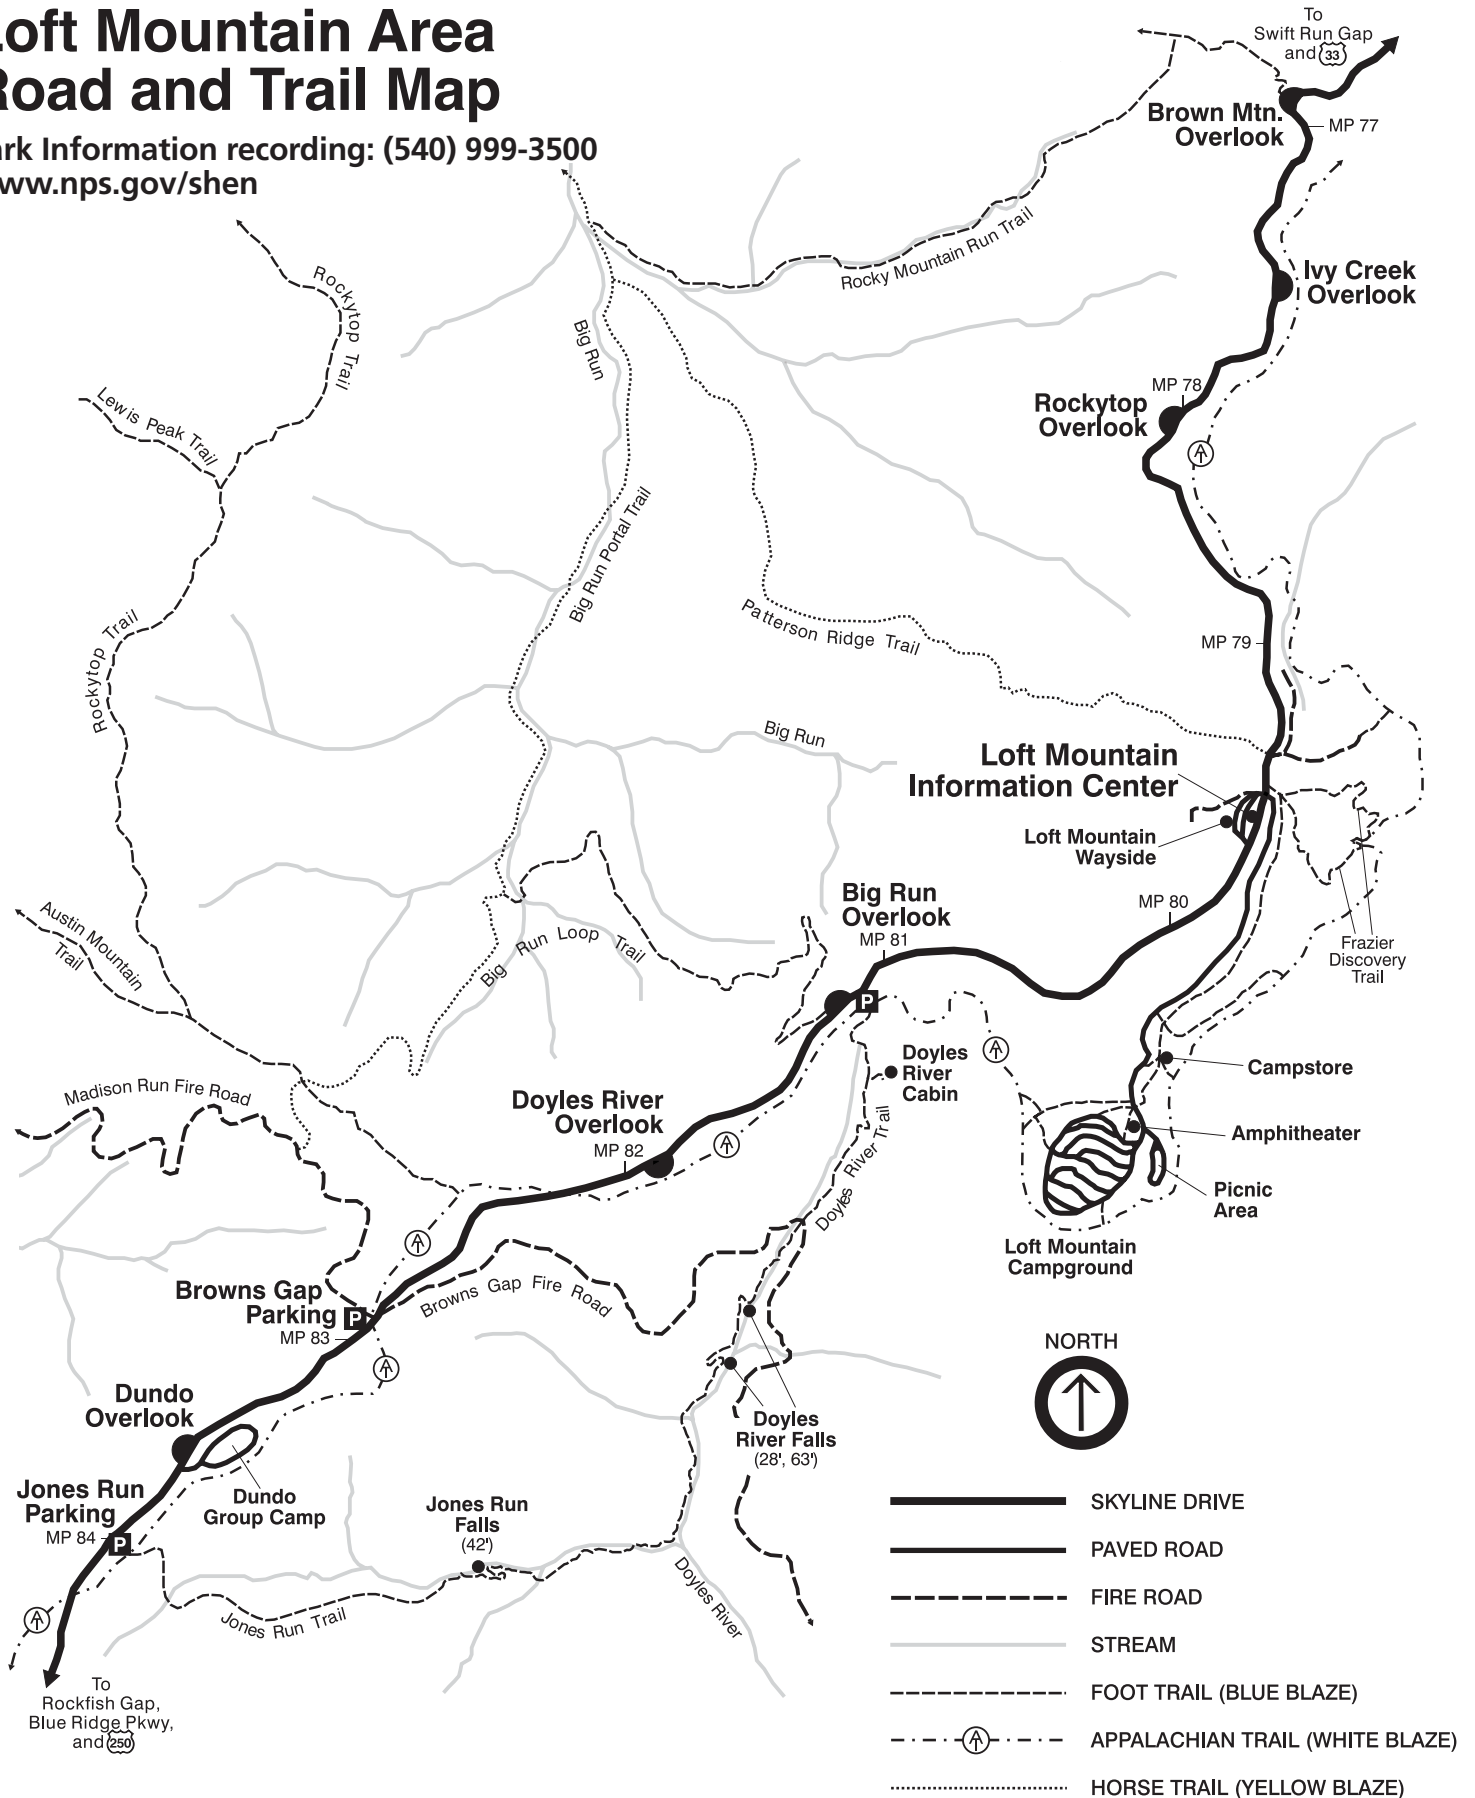 oft Mountain Area
oad and Trail Map
ark Information recording: (540) 999-3500
ww.nps.gov/shen
To
Swift Run Gap
and 33
Brown Mtn.
Overlook
MP 77
Rocky Mountain Run Trail
Ivy Creek
Overlook
Rockytop Trail
Big Run
MP 78
Rockytop
Overlook
Lewis Peak Trail
Big Run Portal Trail
Patterson Ridge Trail
Rockytop Trail
MP 79
Big Run
Loft Mountain
Information Center
Loft Mountain
Wayside
Big Run
Overlook
MP 81
MP 80
Austin Mountain
Trail
Big Run Loop Trail
Frazier
Discovery
Trail
P
Doyles
River
Cabin
Campstore
Madison Run Fire Road
Doyles River
Overlook
MP 82
Amphitheater
Doyles River Trail
Picnic
Area
Loft Mountain
Campground
Browns Gap
Parking P
MP 83
Browns Gap Fire Road
NORTH
Dundo
Overlook
Doyles
River Falls
(28', 63')
Jones Run
Parking
MP 84 P
Dundo
Group Camp
Jones Run
Falls
(42')
Doyles River
Jones Run Trail
To
Rockfish Gap,
Blue Ridge Pkwy,
and 250
SKYLINE DRIVE
PAVED ROAD
FIRE ROAD
STREAM
FOOT TRAIL (BLUE BLAZE)
APPALACHIAN TRAIL (WHITE BLAZE)
HORSE TRAIL (YELLOW BLAZE)